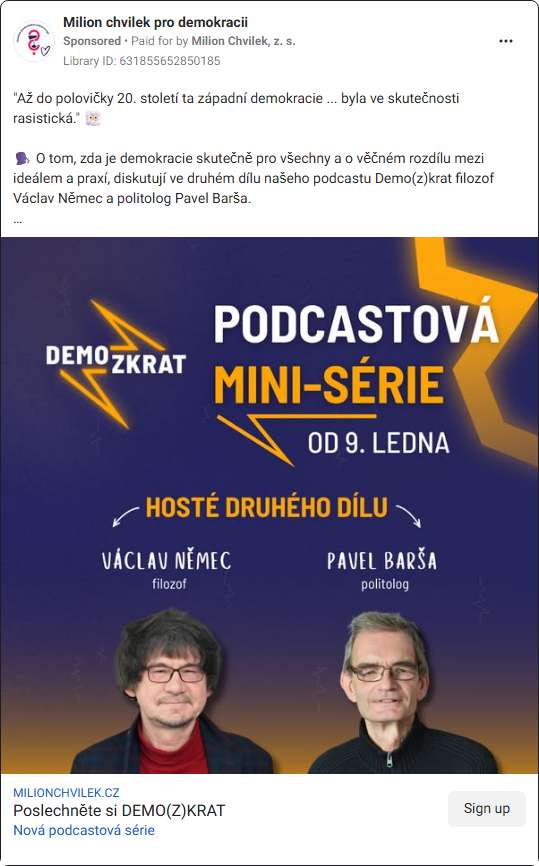 Milion chvilek pro demokracii
Sponsored • Paid for by Milion Chvilek, z. s.
Library ID: 631855652850185
"Až do polovičky 20. století ta západní demokracie ... byla ve skutečnosti
rasistická."
O tom, zda je demokracie skutečně pro všechny a o věčném rozdílu mezi
ideálem a praxí, diskutují ve druhém dílu našeho podcastu Demo(z)krat filozof
Václav Němec a politolog Pavel Barša.
...
DEMO
ZKRAT
PODCASTOVÁ
MINI-SÉRIE
OD 9. LEDNA
HOSTÉ DRUHÉHO DÍLU
VÁCLAV NĚMEC
filozof
PAVEL BARŠA
politolog
MILIONCHVILEK.CZ
Poslechněte si DEMO(Z)KRAT
Nová podcastová série
Sign up